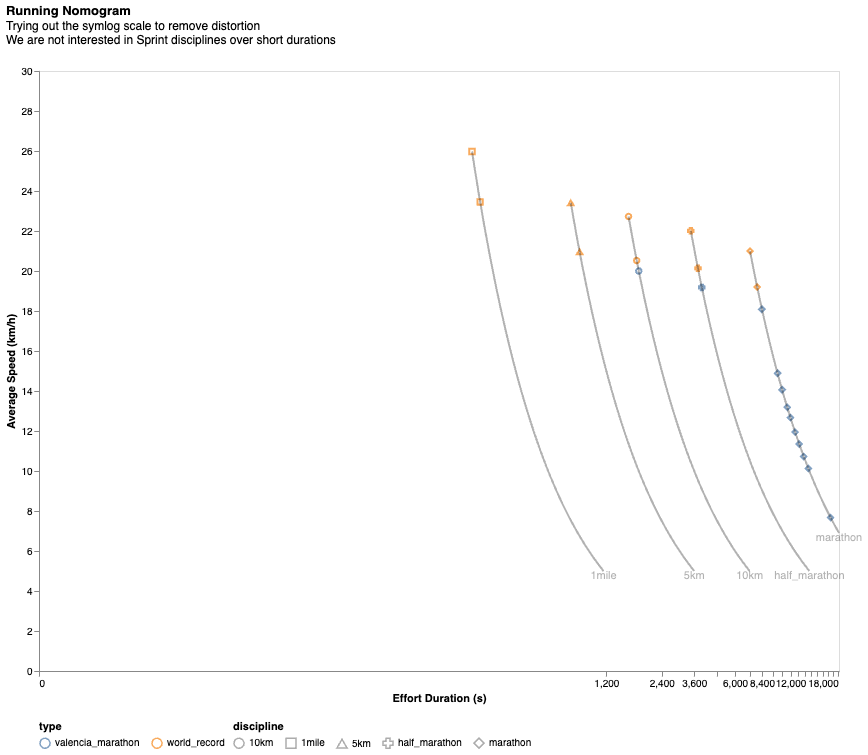 Running Nomogram
Trying out the symlog scale to remove distortion
We are not interested in Sprint disciplines over short durations
30
28
26
24
22
20
18
16
14
12
10
8
6
4
2
0
Average Speed (km/h)
1mile
5km
10km
half_marathon
marathon
0
1,200
2,400
3,600
6,000
8,400
12,000
18,000
Effort Duration (s)
type
valencia_marathon
world_record
discipline
10km
1mile
5km
half_marathon
marathon